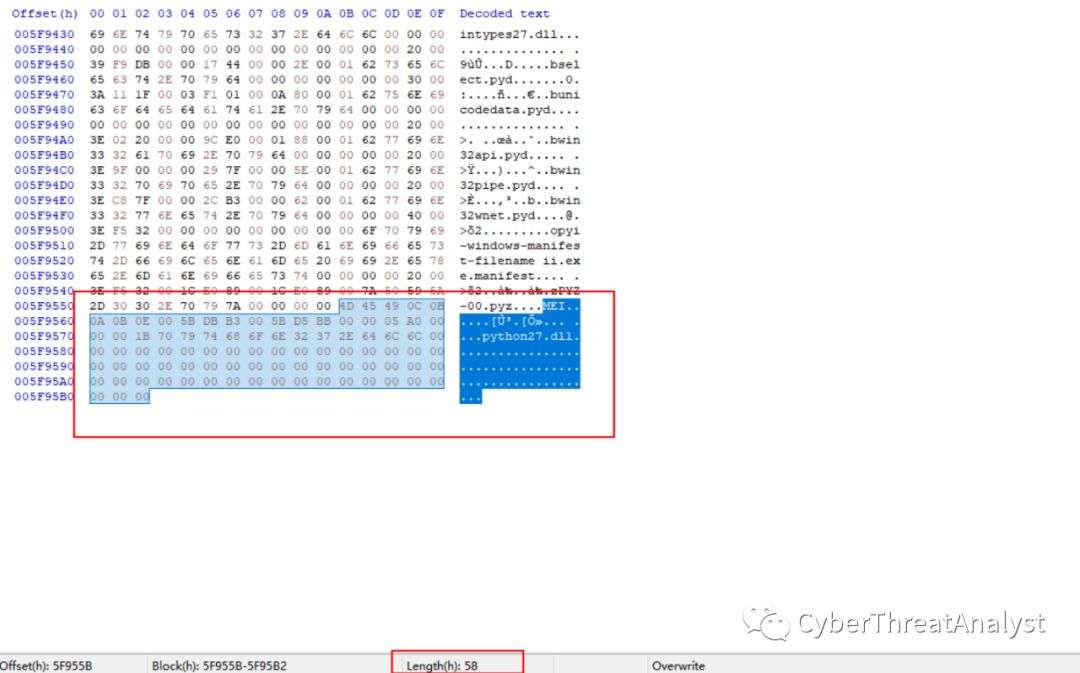 Offset(h) 00 01 02 03 04 05 06 07 08 09 0A 0B 0C 0D 0E 0F Decoded text
005F9430 69 6E 74 79 70 65 73 32 37 2E 64 6C 6C 00 00 00 intypes27.dll...
005F9440 00 00 00 00 00 00 00 00 00 00 00 00 00 00 20 00 .............. .
005F9450 39 F9 DB 00 00 17 44 00 00 2E 00 01 62 73 65 6C 9ùÛ...D.....bsel
005F9460 65 63 74 2E 70 79 64 00 00 00 00 00 00 00 30 00 ect.pyd.......0.
005F9470 3A 11 1F 00 03 F1 01 00 0A 80 00 01 62 75 6E 69 :....ñ...€..buni
005F9480 63 6F 64 65 64 61 74 61 2E 70 79 64 00 00 00 00 codedata.pyd....
005F9490 00 00 00 00 00 00 00 00 00 00 00 00 00 00 20 00 .............. .
005F94A0 3E 02 20 00 00 9C E0 00 01 88 00 01 62 77 69 6E >. ..œà..ˆ..bwin
005F94B0 33 32 61 70 69 2E 70 79 64 00 00 00 00 00 20 00 32api.pyd..... .
005F94C0 3E 9F 00 00 00 29 7F 00 00 5E 00 01 62 77 69 6E >Ÿ...)...^..bwin
005F94D0 33 32 70 69 70 65 2E 70 79 64 00 00 00 00 20 00 32pipe.pyd.... .
005F94E0 3E C8 7F 00 00 2C B3 00 00 62 00 01 62 77 69 6E >È...,³..b..bwin
005F94F0 33 32 77 6E 65 74 2E 70 79 64 00 00 00 00 40 00 32wnet.pyd....@.
005F9500 3E F5 32 00 00 00 00 00 00 00 00 00 6F 70 79 69 >õ2.........opyi
005F9510 2D 77 69 6E 64 6F 77 73 2D 6D 61 6E 69 66 65 73 -windows-manifes
005F9520 74 2D 66 69 6C 65 6E 61 6D 65 20 69 69 2E 65 78 t-filename ii.ex
005F9530 65 2E 6D 61 6E 69 66 65 73 74 00 00 00 00 20 00 e.manifest.... .
005F9540 3E F5 32 00 1C E0 89 00 1C E0 89 00 7A 50 59 5A >õ2..à‰..à‰.zPYZ
005F9550 2D 30 30 2E 70 79 7A 00 00 00 00 4D 45 49 0C 0B -00.pyz....MEI..
005F9560 0A 0B 0E 00 5B DB B3 00 5B D5 BB 00 00 05 A0 00 ....[Û³.[Õ»... .
005F9570 00 00 1B 70 79 74 68 6F 6E 32 37 2E 64 6C 6C 00 ...python27.dll.
005F9580 00 00 00 00 00 00 00 00 00 00 00 00 00 00 00 00 ................
005F9590 00 00 00 00 00 00 00 00 00 00 00 00 00 00 00 00 ................
005F95A0 00 00 00 00 00 00 00 00 00 00 00 00 00 00 00 00 ................
005F95B0 00 00 00 ...
CyberThreatAnalyst
Offset(h): 5F955B Block(h): 5F955B-5F95B2 Length(h): 58 Overwrite